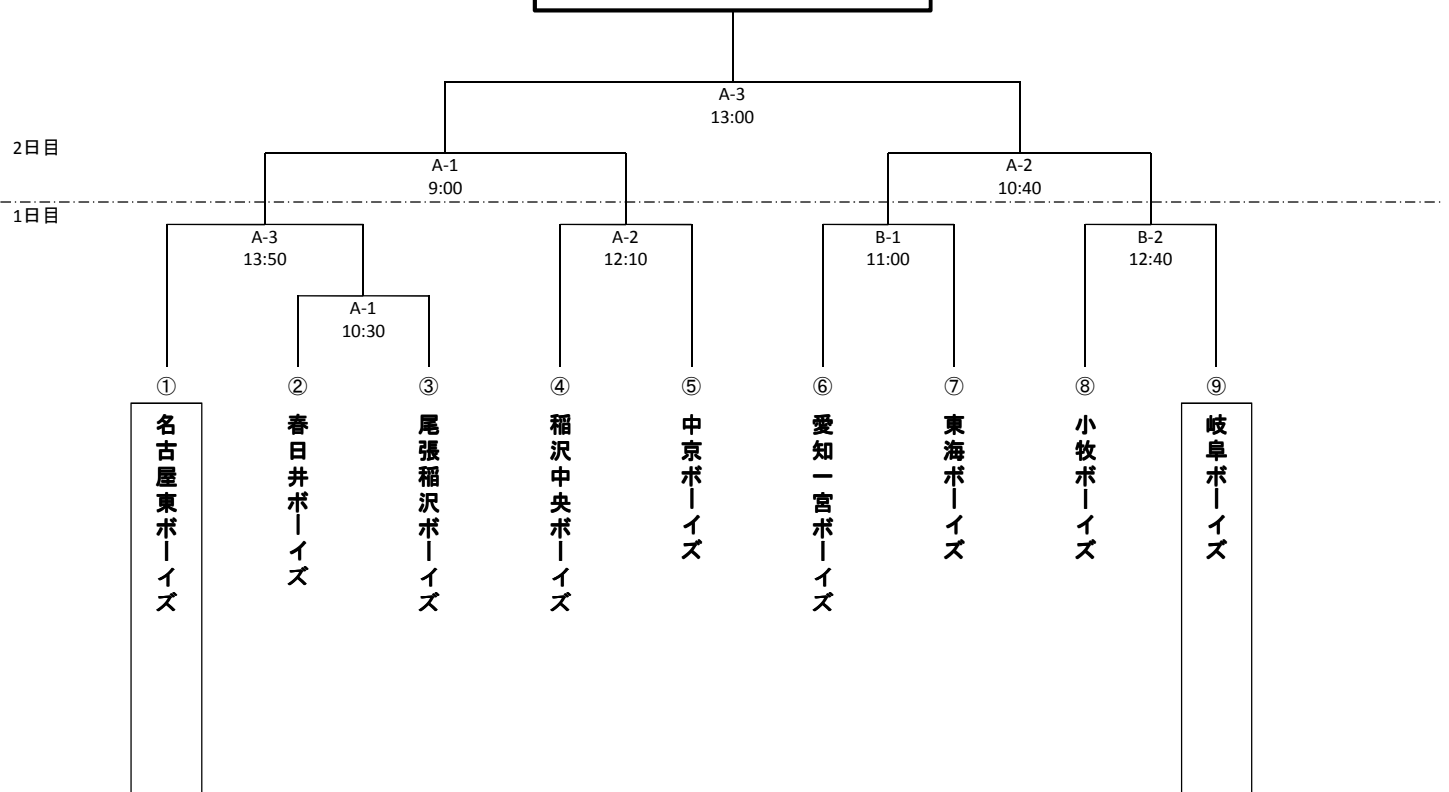 A-3
13:00
2日目
A-1
9:00
A-2
10:40
1日目
A-3
13:50
A-2
12:10
B-1
11:00
B-2
12:40
A-1
10:30
①
②
③
④
⑤
⑥
⑦
⑧
⑨
名古屋東ボーイズ
春日井ボーイズ
尾張稲沢ボーイズ
稲沢中央ボーイズ
中京ボーイズ
愛知一宮ボーイズ
東海ボーイズ
小牧ボーイズ
岐阜ボーイズ